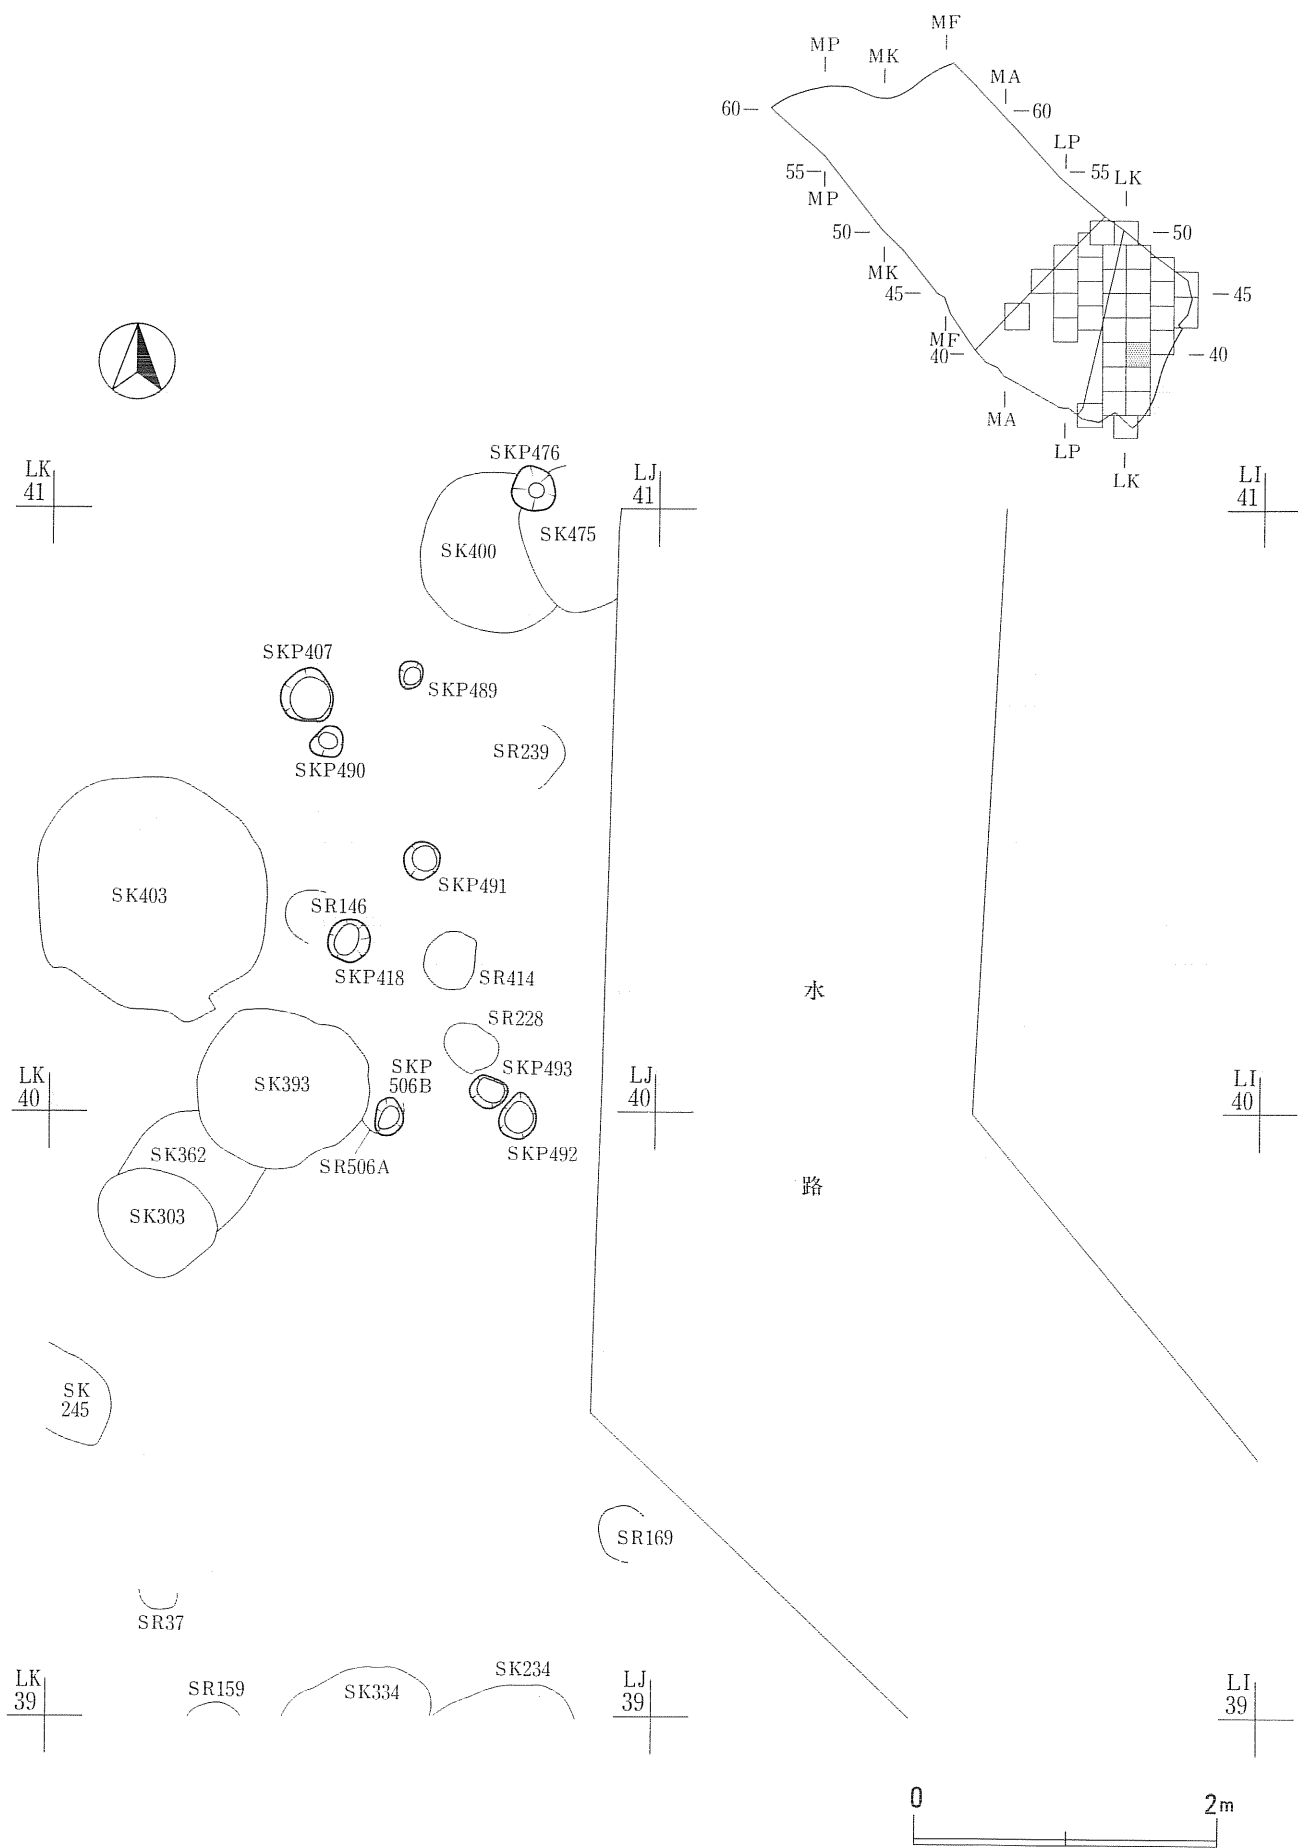 MF
MP
MK
MA
60
60
LP
55
55
LK
MP
50
50
MK
45
45
MF
40
40
MA
LP
LK
SKP476
LK
41
LJ
41
LI
41
SK475
SK400
SKP407
SKP489
SR239
SKP490
SKP491
SK403
SR146
SKP418
SR414
水
路
SR228
SKP
506B
SKP493
LK
40
SK393
LJ
40
LI
40
SK362
SR506A
SKP492
SK303
SK
245
SR169
SR37
LK
39
SR159
SK334
SK234
LJ
39
LI
39
0
2m